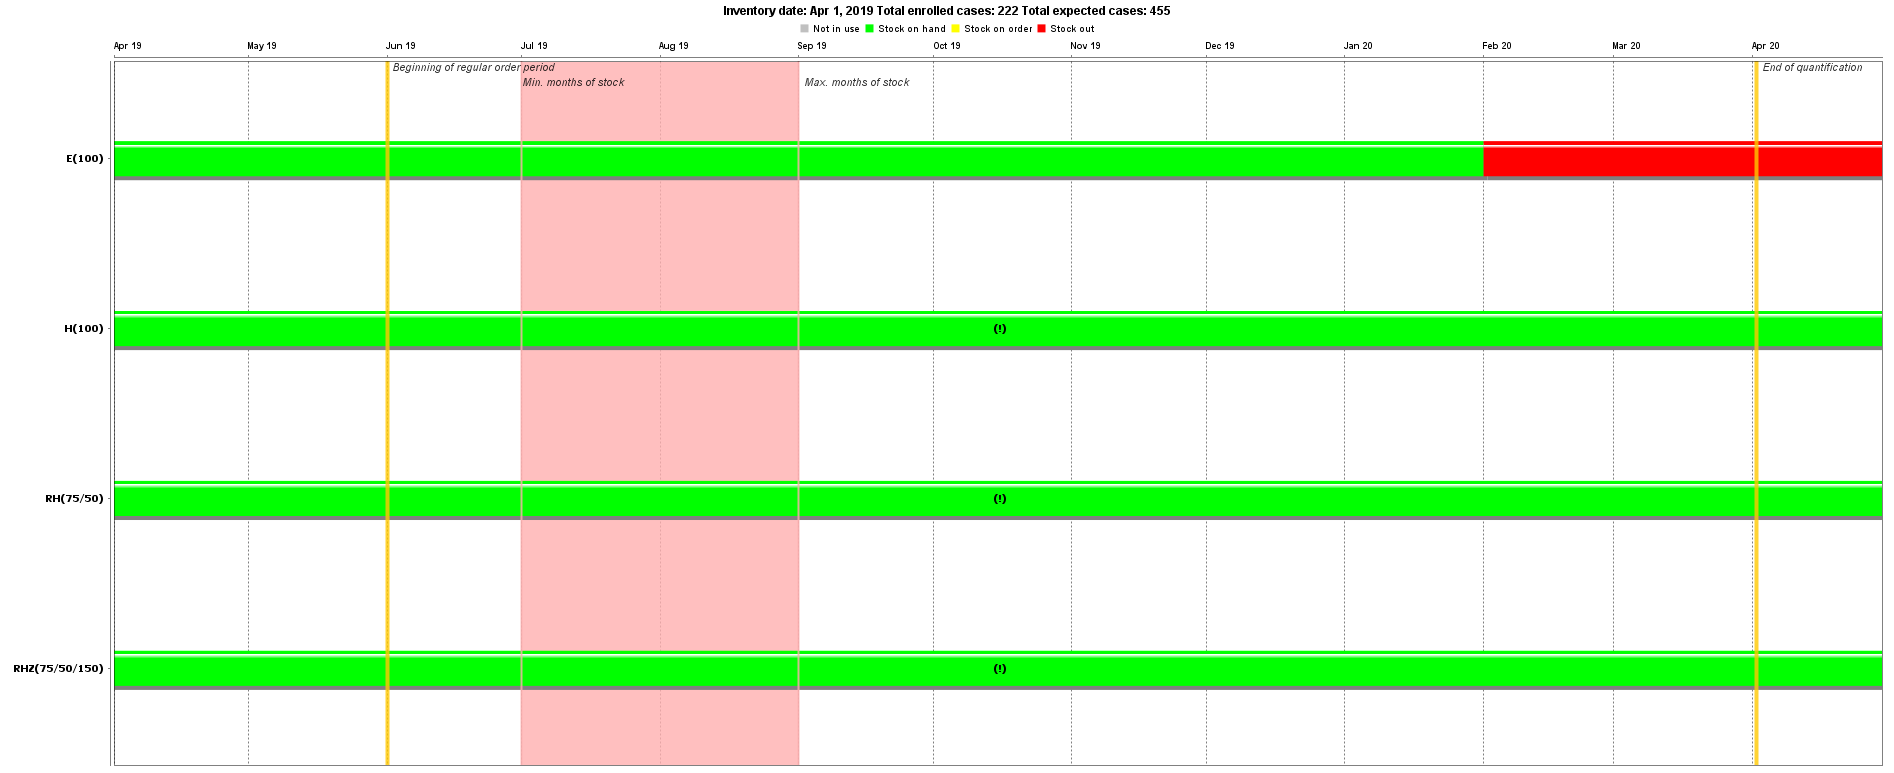 Inventory date: Apr 1, 2019 Total enrolled cases: 222 Total expected cases: 455
Not in use Stock on hand Stock on order Stock out
Apr 19 May 19 Jun 19 Jul 19 Aug 19 Sep 19 Oct 19 Nov 19 Dec 19 Jan 20 Feb 20 Mar 20 Apr 20
Beginning of regular order period End of quantification
Min. months of stock Max. months of stock
E(100)
H(100) (!)
RH(75/50) (!)
RHZ(75/50/150) (!)